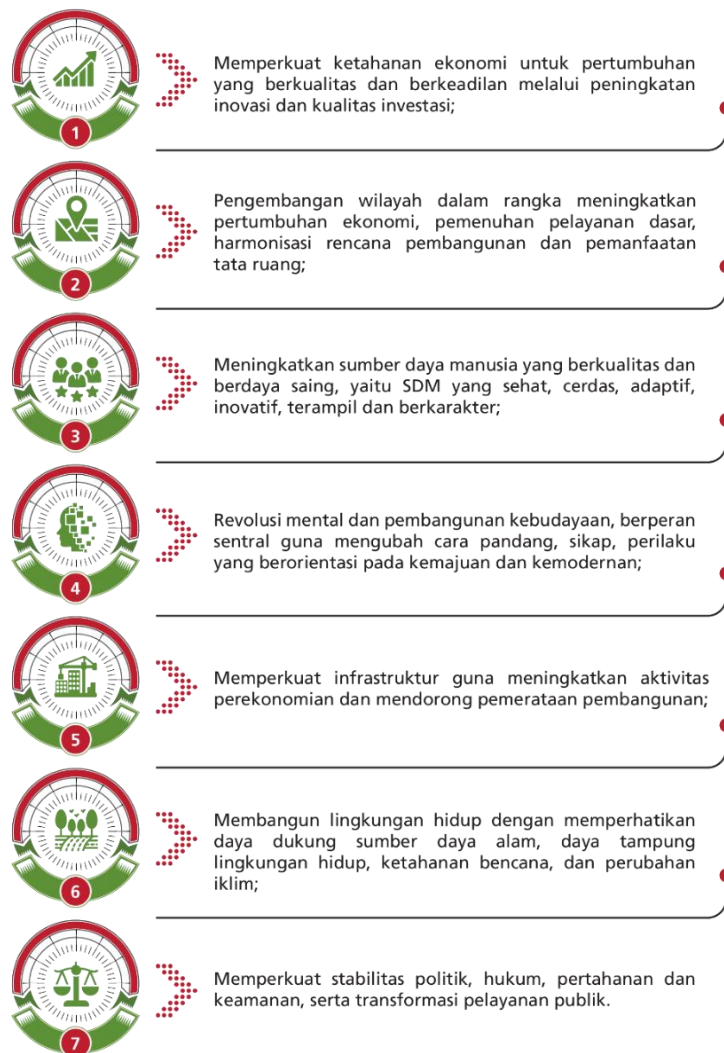 Memperkuat ketahanan ekonomi untuk pertumbuhan
yang berkualitas dan berkeadilan melalui peningkatan
inovasi dan kualitas investasi;
1
Pengembangan wilayah dalam rangka meningkatkan
pertumbuhan ekonomi, pemenuhan pelayanan dasar,
harmonisasi rencana pembangunan dan pemanfaatan
tata ruang;
2
Meningkatkan sumber daya manusia yang berkualitas dan
berdaya saing, yaitu SDM yang sehat, cerdas, adaptif,
inovatif, terampil dan berkarakter;
3
Revolusi mental dan pembangunan kebudayaan, berperan
sentral guna mengubah cara pandang, sikap, perilaku
yang berorientasi pada kemajuan dan kemodernan;
4
Memperkuat infrastruktur guna meningkatkan aktivitas
perekonomian dan mendorong pemerataan pembangunan;
5
Membangun lingkungan hidup dengan memperhatikan
daya dukung sumber daya alam, daya tampung
lingkungan hidup, ketahanan bencana, dan perubahan
iklim;
6
Memperkuat stabilitas politik, hukum, pertahanan dan
keamanan, serta transformasi pelayanan publik.
7